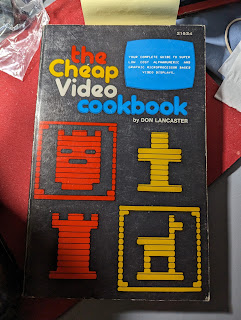 21524
the
Cheap
Video
cookbook
YOUR COMPLETE GUIDE TO SUPER
LOW COST ALPHANUMERIC AND
GRAPHIC MICROPROCESSOR BASED
VIDEO DISPLAYS.
by DON LANCASTER